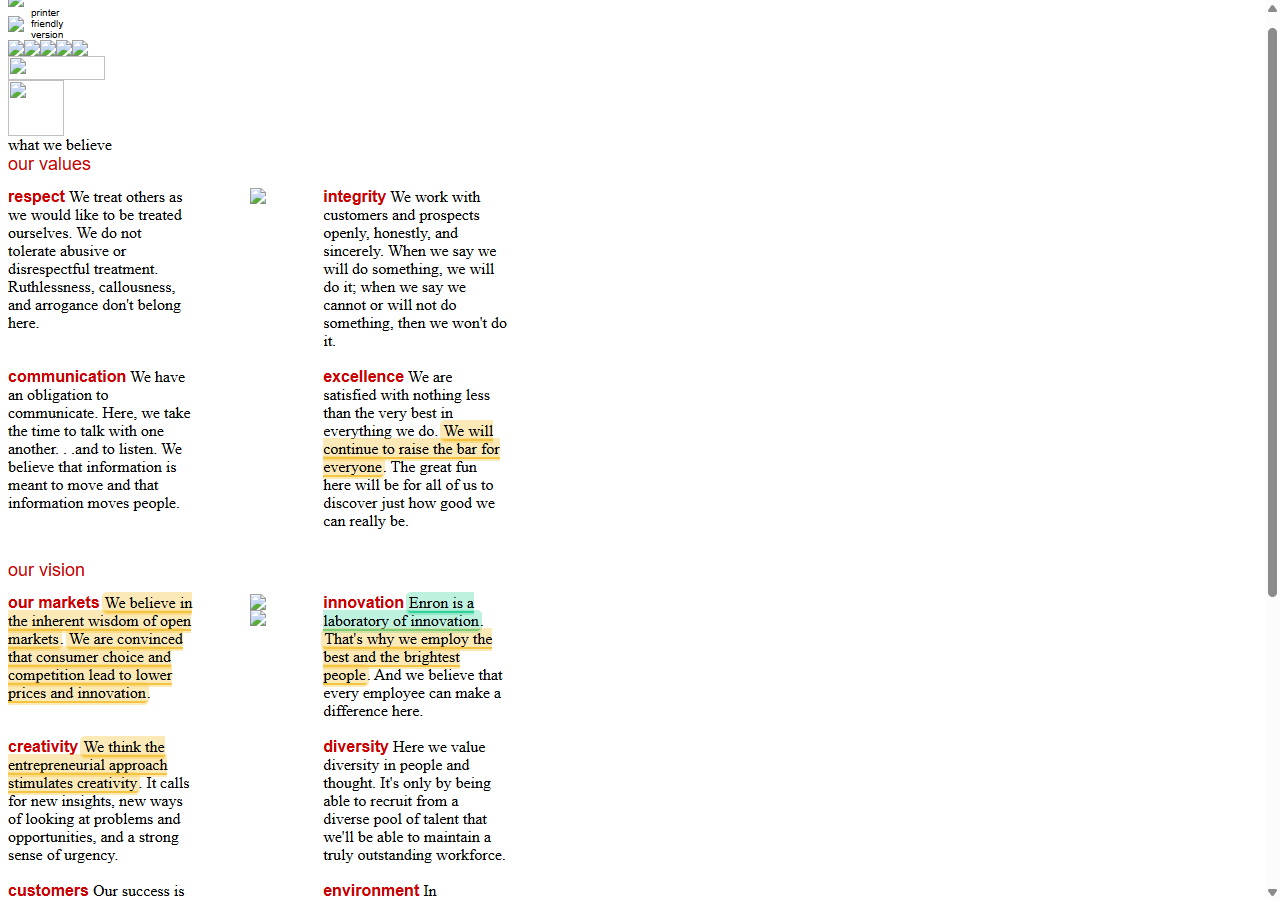 printer
friendly
version
what we believe
our values
respect We treat others as
we would like to be treated
ourselves. We do not
tolerate abusive or
disrespectful treatment.
Ruthlessness, callousness,
and arrogance don't belong
here.
integrity We work with
customers and prospects
openly, honestly, and
sincerely. When we say we
will do something, we will
do it; when we say we
cannot or will not do
something, then we won't do
it.
communication We have
an obligation to
communicate. Here, we take
the time to talk with one
another. . .and to listen. We
believe that information is
meant to move and that
information moves people.
excellence We are
satisfied with nothing less
than the very best in
everything we do. We will
continue to raise the bar for
everyone. The great fun
here will be for all of us to
discover just how good we
can really be.
our vision
our markets We believe in
the inherent wisdom of open
markets. We are convinced
that consumer choice and
competition lead to lower
prices and innovation.
innovation Enron is a
laboratory of innovation.
That's why we employ the
best and the brightest
people. And we believe that
every employee can make a
difference here.
creativity We think the
entrepreneurial approach
stimulates creativity. It calls
for new insights, new ways
of looking at problems and
opportunities, and a strong
sense of urgency.
diversity Here we value
diversity in people and
thought. It's only by being
able to recruit from a
diverse pool of talent that
we'll be able to maintain a
truly outstanding workforce.
customers Our success is
environment In